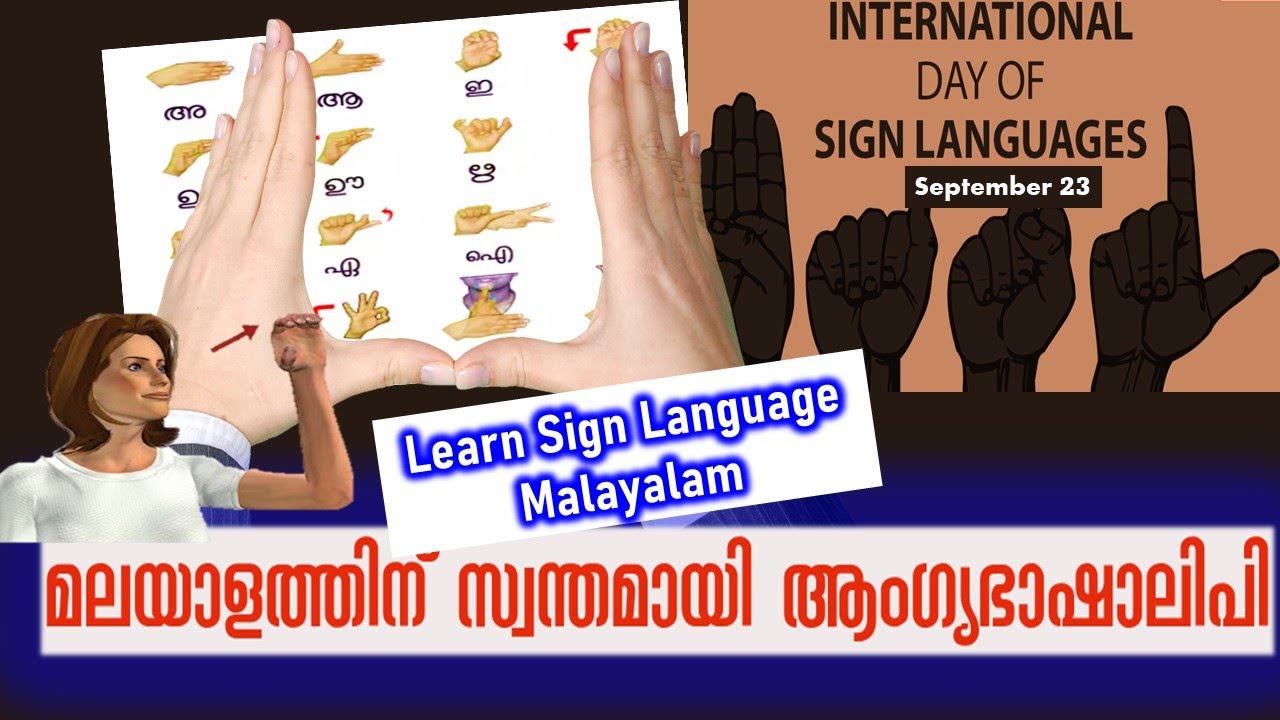 INTERNATIONAL
DAY OF
SIGN LANGUAGES
September 23
അ ആ ഇ
ഊ ഋ
ഏ ഐ
Learn Sign Language
Malayalam
മലയാളത്തിന് സ്വന്തമായി ആംഗ്യഭാഷാലിപി